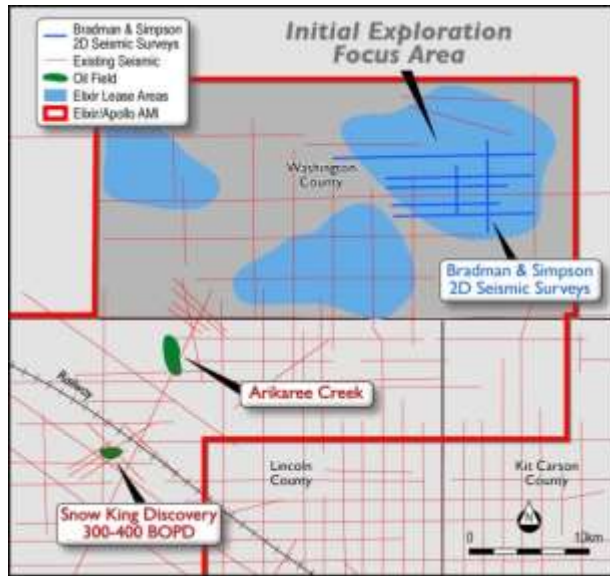 Bradman & Simpson
2D Seismic Surveys
Existing Seismic
Oil Field
Elixir Lease Areas
Elixir/Apollo AMI
Initial Exploration
Focus Area
Washington
County
Bradman & Simpson
2D Seismic Surveys
Railway
Arikaree Creek
Snow King Discovery
300-400 BOPD
Lincoln
County
Kit Carson
County
N
0 10km